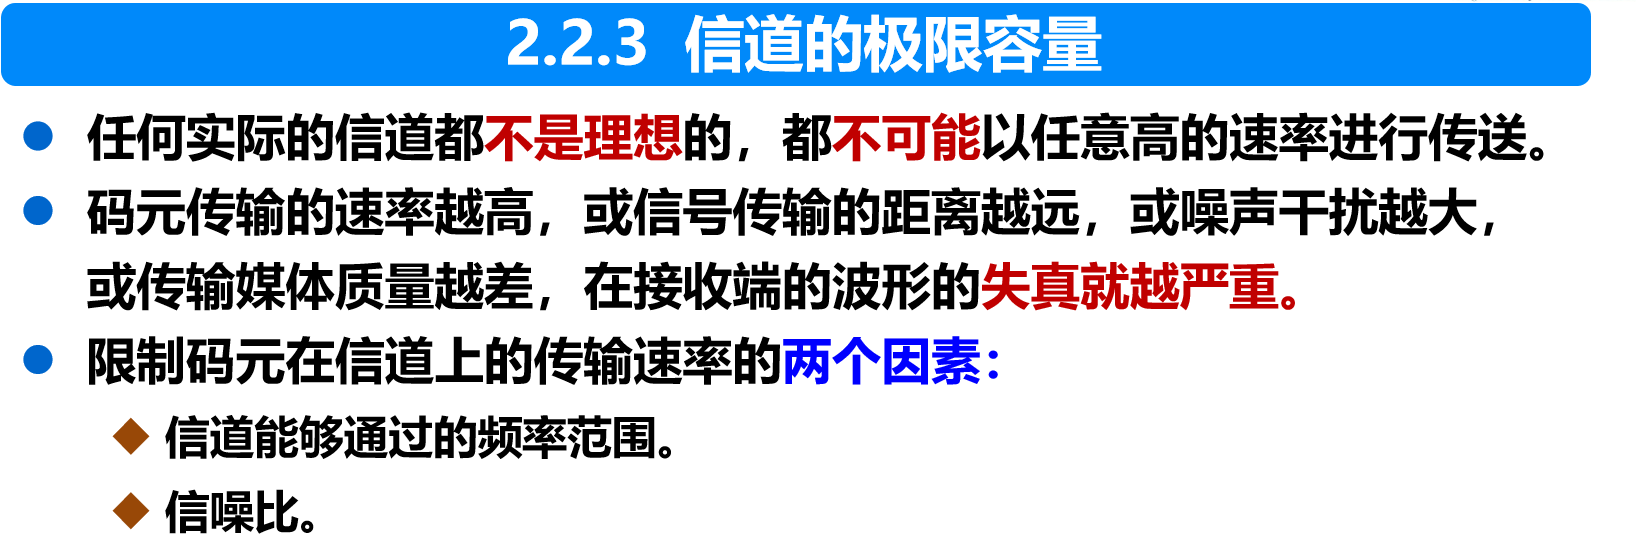 2.2.3 信道的极限容量
任何实际的信道都不是理想的，都不可能以任意高的速率进行传送。
码元传输的速率越高，或信号传输的距离越远，或噪声干扰越大，
或传输媒体质量越差，在接收端的波形的失真就越严重。
限制码元在信道上的传输速率的两个因素：
信道能够通过的频率范围。
信噪比。